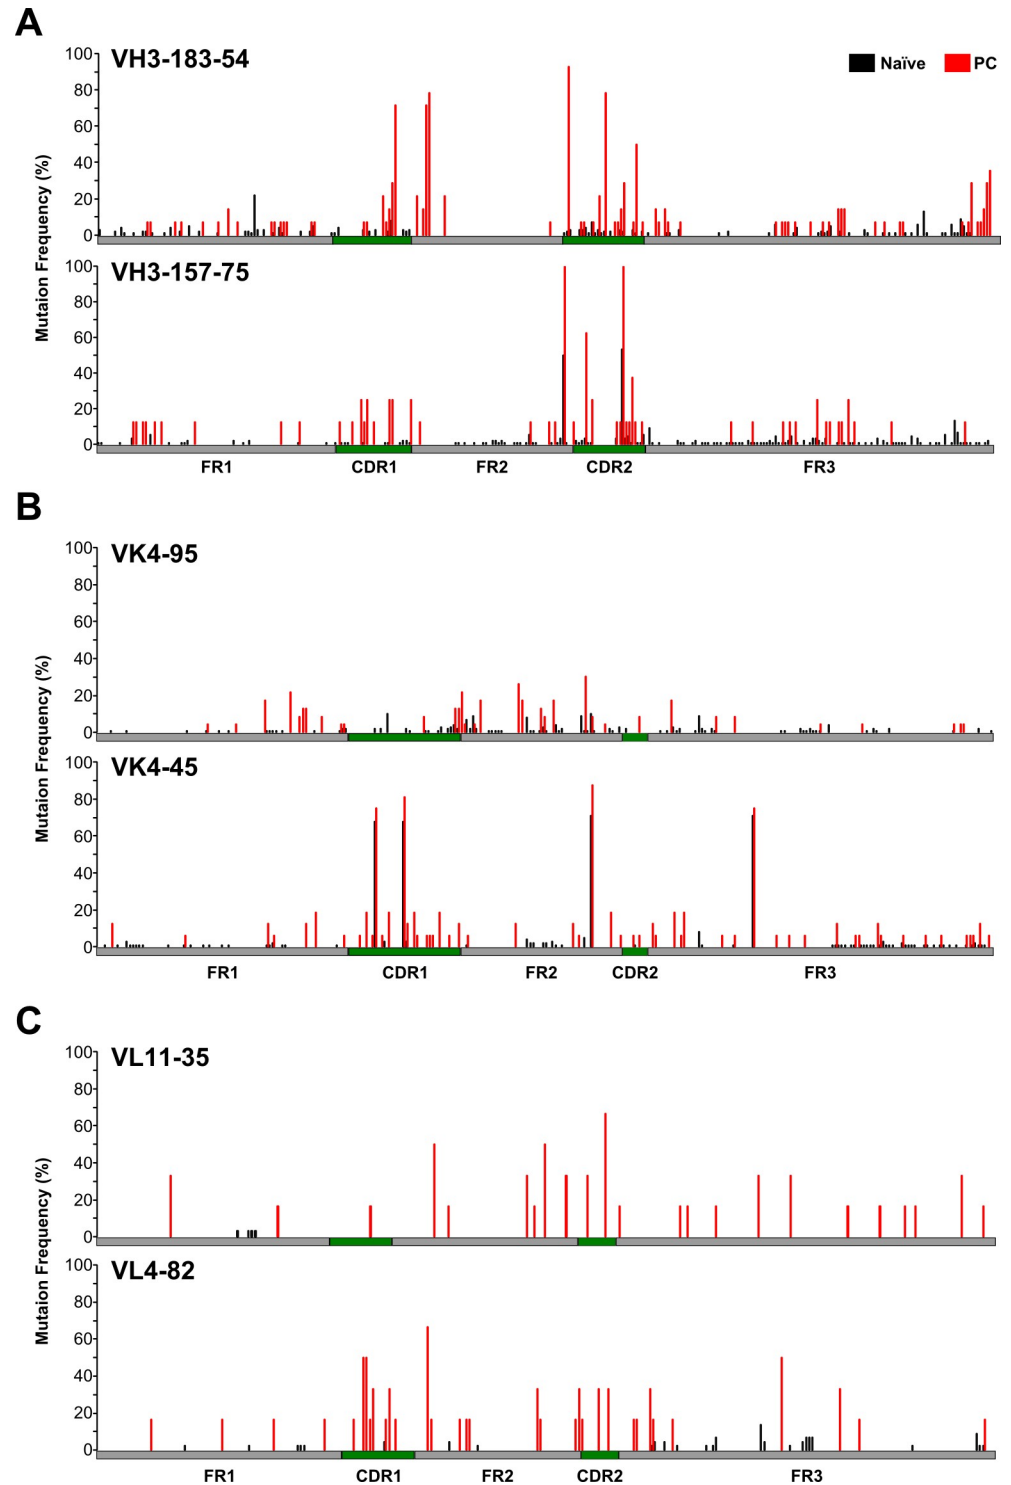 A
VH3-183-54
Naïve
PC
100
80
60
40
20
0
Mutaion Frequency (%)
VH3-157-75
100
80
60
40
20
0
FR1 CDR1 FR2 CDR2 FR3
B
VK4-95
100
80
60
40
20
0
Mutaion Frequency (%)
VK4-45
100
80
60
40
20
0
FR1 CDR1 FR2 CDR2 FR3
C
VL11-35
100
80
60
40
20
0
Mutaion Frequency (%)
VL4-82
100
80
60
40
20
0
FR1 CDR1 FR2 CDR2 FR3